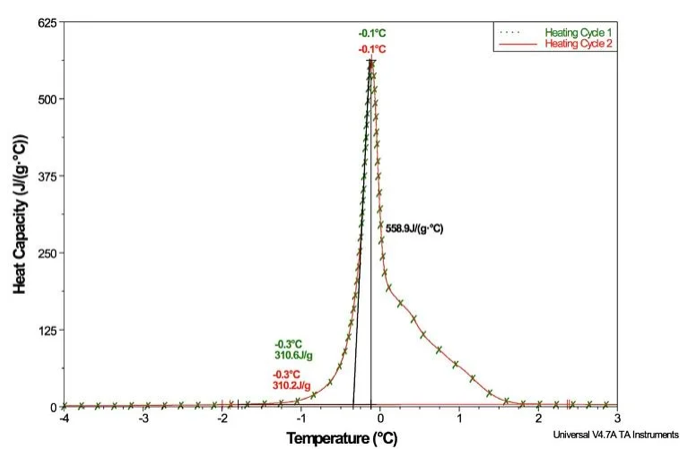 625
500
375
250
125
0
Heat Capacity (J/(g·°C))
-0.1°C
-0.1°C
Heating Cycle 1
Heating Cycle 2
558.9J/(g·°C)
-0.3°C
310.6J/g
-0.3°C
310.2J/g
-4 -3 -2 -1 0 1 2 3
Temperature (°C)
Universal V4.7A TA Instruments